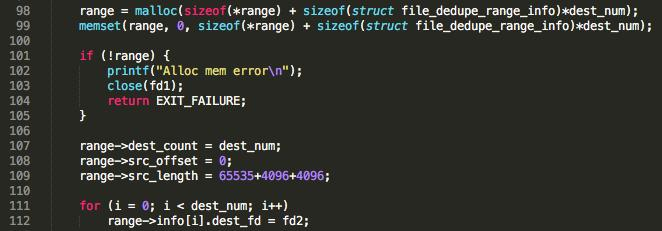 98 range = malloc(sizeof(*range) + sizeof(struct file_dedupe_range_info)*dest_num);
99 memset(range, 0, sizeof(*range) + sizeof(struct file_dedupe_range_info)*dest_num);
100
101 if (!range) {
102 printf("Alloc mem error\n");
103 close(fd1);
104 return EXIT_FAILURE;
105 }
106
107 range->dest_count = dest_num;
108 range->src_offset = 0;
109 range->src_length = 65535+4096+4096;
110
111 for (i = 0; i < dest_num; i++)
112 range->info[i].dest_fd = fd2;